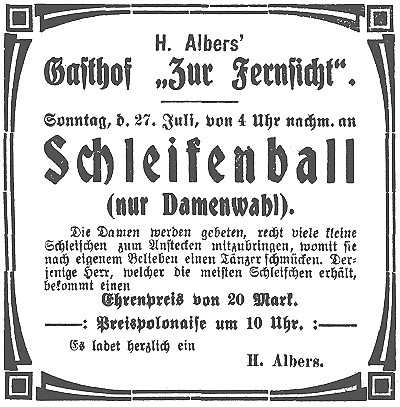 H. Albers'
Gasthof „Zur Fernsicht“.
Sonntag, d. 27. Juli, von 4 Uhr nachm. an
Schleifenball
(nur Damenwahl).
Die Damen werden gebeten, recht viele kleine
Schleifchen zum Anstecken mitzubringen, womit sie
nach eigenem Belieben einen Tänzer schmücken. Der-
jenige Herr, welcher die meisten Schleifchen erhält,
bekommt einen
Ehrenpreis von 20 Mark.
—: Preispolonaise um 10 Uhr. :—
Es ladet herzlich ein
H. Albers.